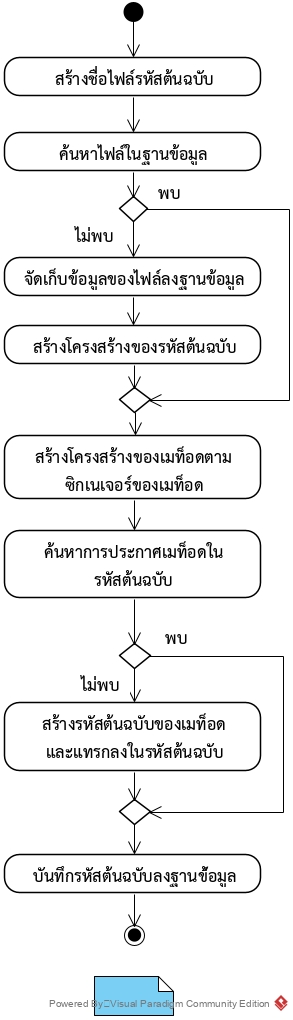 สร้างชื่อไฟล์รหัสต้นฉบับ
ค้นหาไฟล์ในฐานข้อมูล
พบ
ไม่พบ
จัดเก็บข้อมูลของไฟล์ลงฐานข้อมูล
สร้างโครงสร้างของรหัสต้นฉบับ
สร้างโครงสร้างของเมท็อดตาม
ซิกเนเจอร์ของเมท็อด
ค้นหาการประกาศเมท็อดใน
รหัสต้นฉบับ
พบ
ไม่พบ
สร้างรหัสต้นฉบับของเมท็อด
และแทรกลงในรหัสต้นฉบับ
บันทึกรหัสต้นฉบับลงฐานข้อมูล
Powered By Visual Paradigm Community Edition